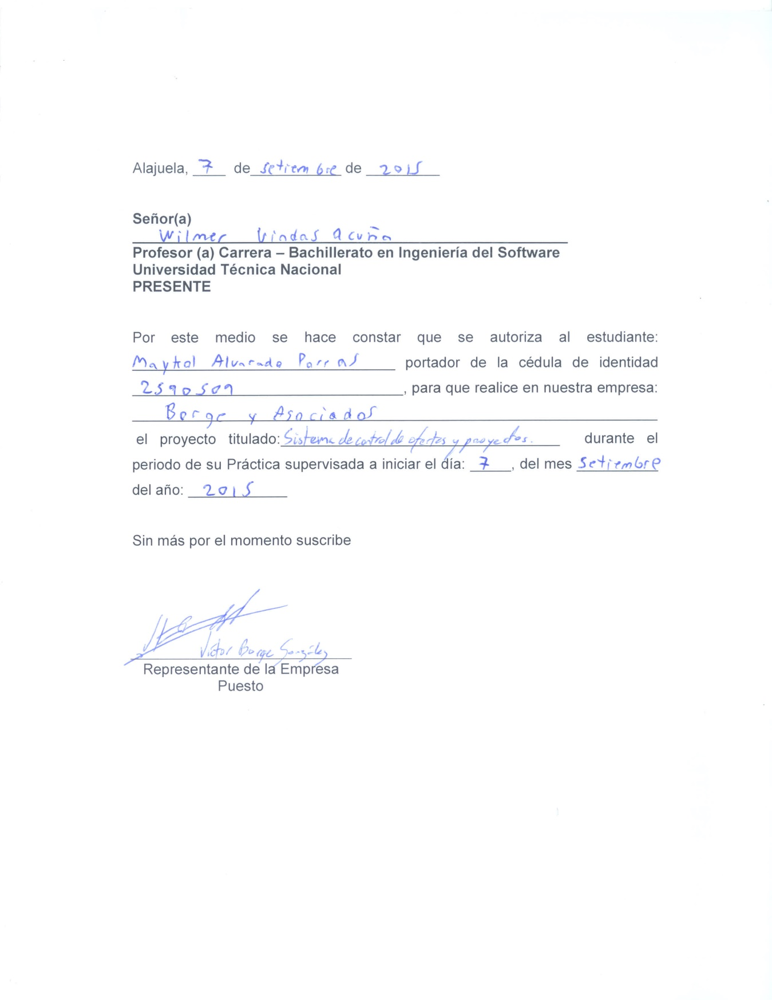 Alajuela, 7 de setiembre de 2015
Señor(a)
Wilmer Vindas Acuña
Profesor (a) Carrera – Bachillerato en Ingeniería del Software
Universidad Técnica Nacional
PRESENTE
Por este medio se hace constar que se autoriza al estudiante:
Maykol Alvarado Porras portador de la cédula de identidad
2590509, para que realice en nuestra empresa:
Berge y Asociados
el proyecto titulado: Sistema de control de ofertas y proyectos. durante el
periodo de su Práctica supervisada a iniciar el día: 7, del mes Setiembre
del año: 2015
Sin más por el momento suscribe
Victor Borge González
Representante de la Empresa
Puesto